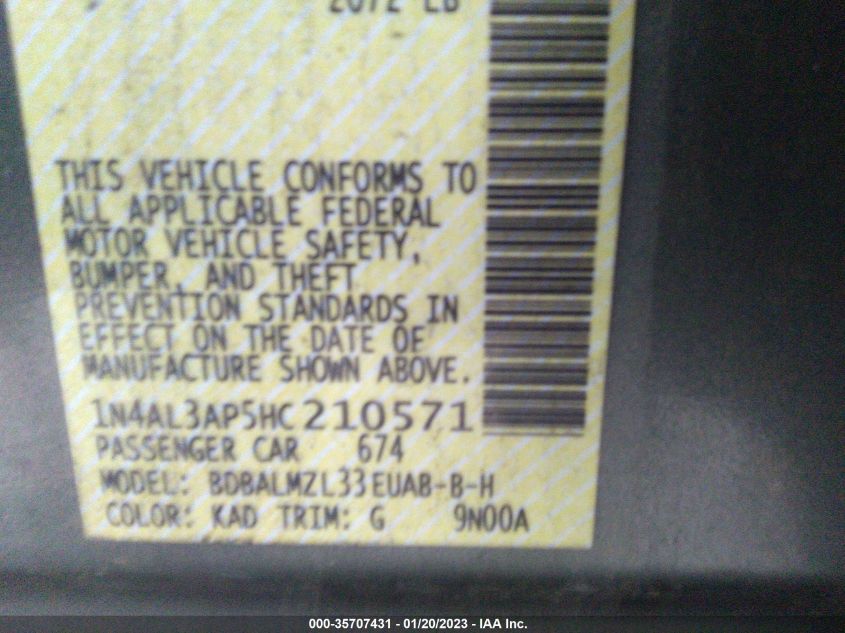 THIS VEHICLE CONFORMS TO
ALL APPLICABLE FEDERAL
MOTOR VEHICLE SAFETY,
BUMPER, AND THEFT
PREVENTION STANDARDS IN
EFFECT ON THE DATE OF
MANUFACTURE SHOWN ABOVE.
1N4AL3AP5HC210571
PASSENGER CAR 674
MODEL: BDBALMZL33EUAB-B-H
COLOR: KAD TRIM: G 9N00A
000-35707431 - 01/20/2023 - IAA Inc.